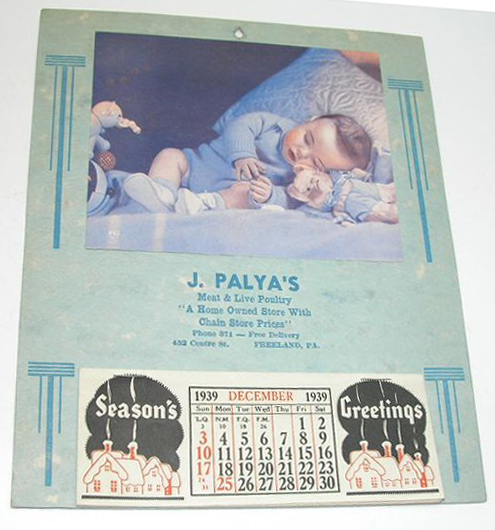 J. PALYA'S
Meat & Live Poultry
"A Home Owned Store With
Chain Store Prices"
Phone 871 — Free Delivery
452 Centre St. FREELAND, PA.
Season's
Greetings
1939 DECEMBER 1939
Sun Mon Tue Wed Thu Fri Sat
L.Q. N.M. F.Q. F.M. 1 2
3 4 5 6 7 8 9
10 11 12 13 14 15 16
17 18 19 20 21 22 23
24 31 25 26 27 28 29 30